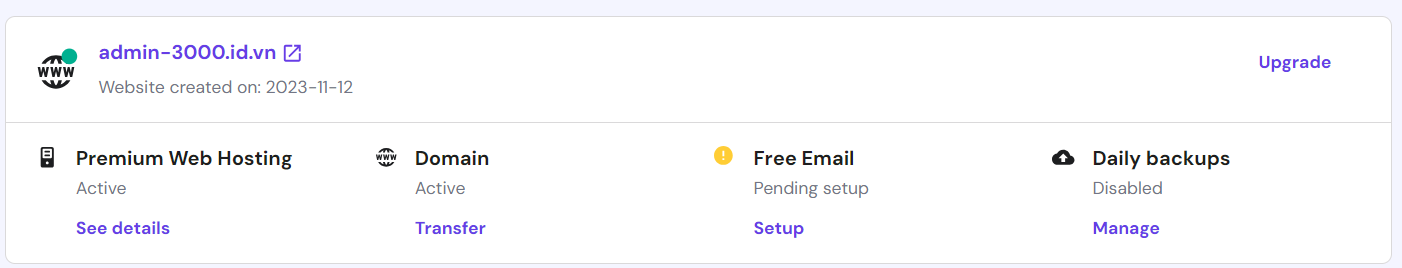 admin-3000.id.vn
Website created on: 2023-11-12
Upgrade
WWW
Premium Web Hosting
Active
See details
WWW
Domain
Active
Transfer
Free Email
Pending setup
Setup
Daily backups
Disabled
Manage